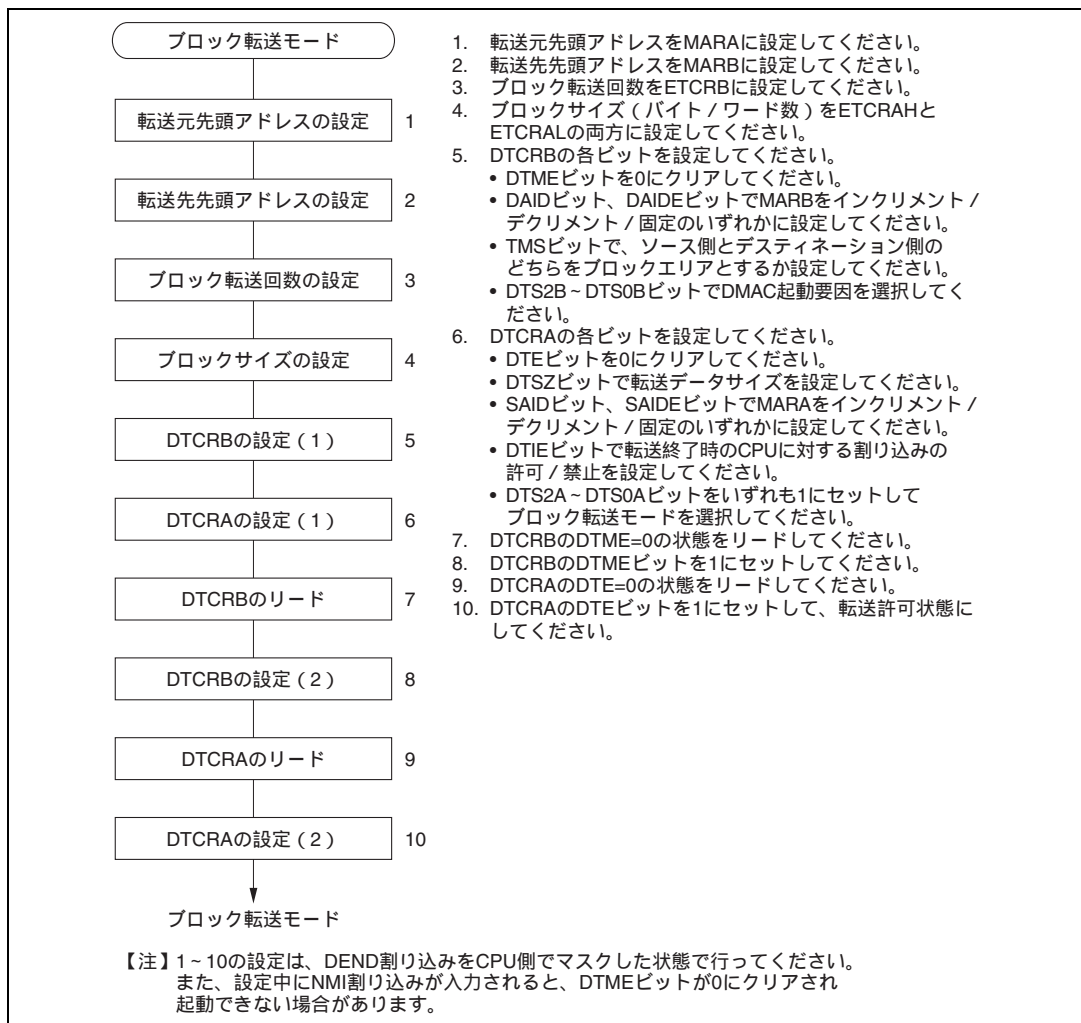 ブロック転送モード
転送元先頭アドレスの設定 1
転送先先頭アドレスの設定 2
ブロック転送回数の設定 3
ブロックサイズの設定 4
DTCRBの設定(1) 5
DTCRAの設定(1) 6
DTCRBのリード 7
DTCRBの設定(2) 8
DTCRAのリード 9
DTCRAの設定(2) 10
ブロック転送モード
1. 転送元先頭アドレスをMARAに設定してください。
2. 転送先先頭アドレスをMARBに設定してください。
3. ブロック転送回数をETCRBに設定してください。
4. ブロックサイズ(バイト/ワード数)をETCRAHと
ETCRALの両方に設定してください。
5. DTCRBの各ビットを設定してください。
• DTMEビットを0にクリアしてください。
• DAIDビット、DAIDEビットでMARBをインクリメント/
デクリメント/固定のいずれかに設定してください。
• TMSビットで、ソース側とデスティネーション側の
どちらをブロックエリアとするか設定してください。
• DTS2B~DTS0BビットでDMAC起動要因を選択してく
ださい。
6. DTCRAの各ビットを設定してください。
• DTEビットを0にクリアしてください。
• DTSZビットで転送データサイズを設定してください。
• SAIDビット、SAIDEビットでMARAをインクリメント/
デクリメント/固定のいずれかに設定してください。
• DTIEビットで転送終了時のCPUに対する割り込みの
許可/禁止を設定してください。
• DTS2A~DTS0Aビットをいずれも1にセットして
ブロック転送モードを選択してください。
7. DTCRBのDTME=0の状態をリードしてください。
8. DTCRBのDTMEビットを1にセットしてください。
9. DTCRAのDTE=0の状態をリードしてください。
10. DTCRAのDTEビットを1にセットして、転送許可状態に
してください。
【注】1~10の設定は、DEND割り込みをCPU側でマスクした状態で行ってください。
また、設定中にNMI割り込みが入力されると、DTMEビットが0にクリアされ
起動できない場合があります。